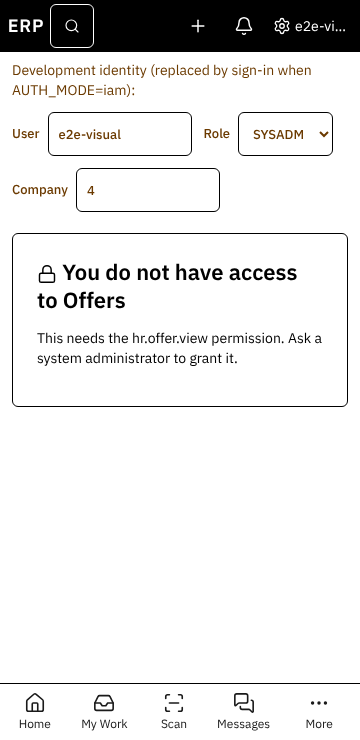 ERP
e2e-vi...
Development identity (replaced by sign-in when
AUTH_MODE=iam):
User e2e-visual Role SYSADM
Company 4
You do not have access
to Offers
This needs the hr.offer.view permission. Ask a
system administrator to grant it.
Home My Work Scan Messages More